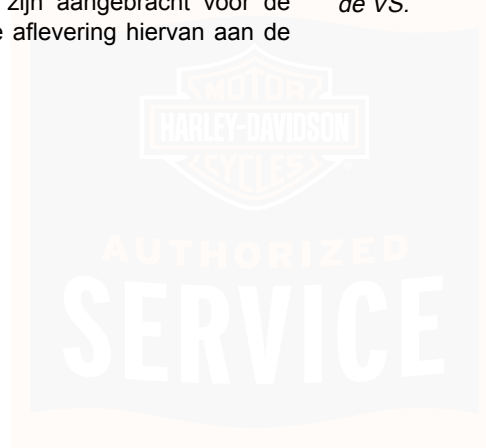 zijn aangebracht voor de
aflevering hiervan aan de
de VS.
MOTOR
HARLEY-DAVIDSON
CYCLES
AUTHORIZED
SERVICE